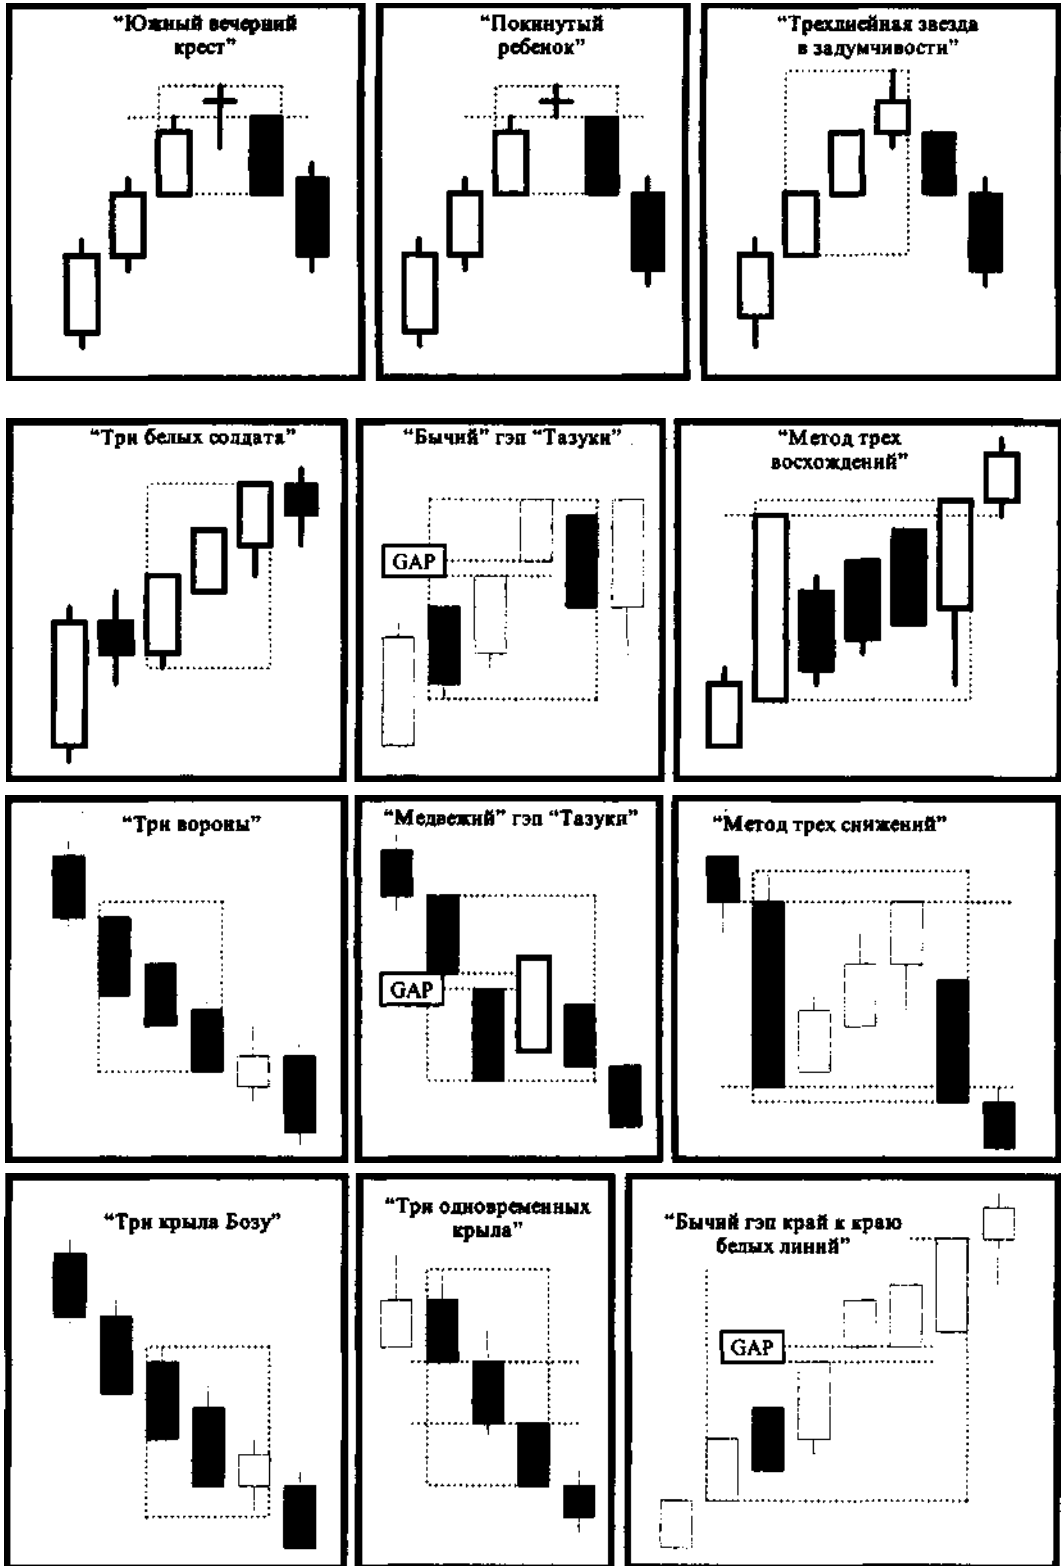 “Южный вечерний
крест”
“Покинутый
ребенок”
“Трехлнейная звезда
в задумчивости”
“Три белых солдата”
“Бычий” гэп “Тазуки”
“Метод трех
восхождений”
GAP
“Три вороны”
“Медвежий” гэп “Тазуки”
“Метод трех снижений”
GAP
“Три крыла Бозу”
“Три одновременных
крыла”
“Бычий гэп край к краю
белых линий”
GAP